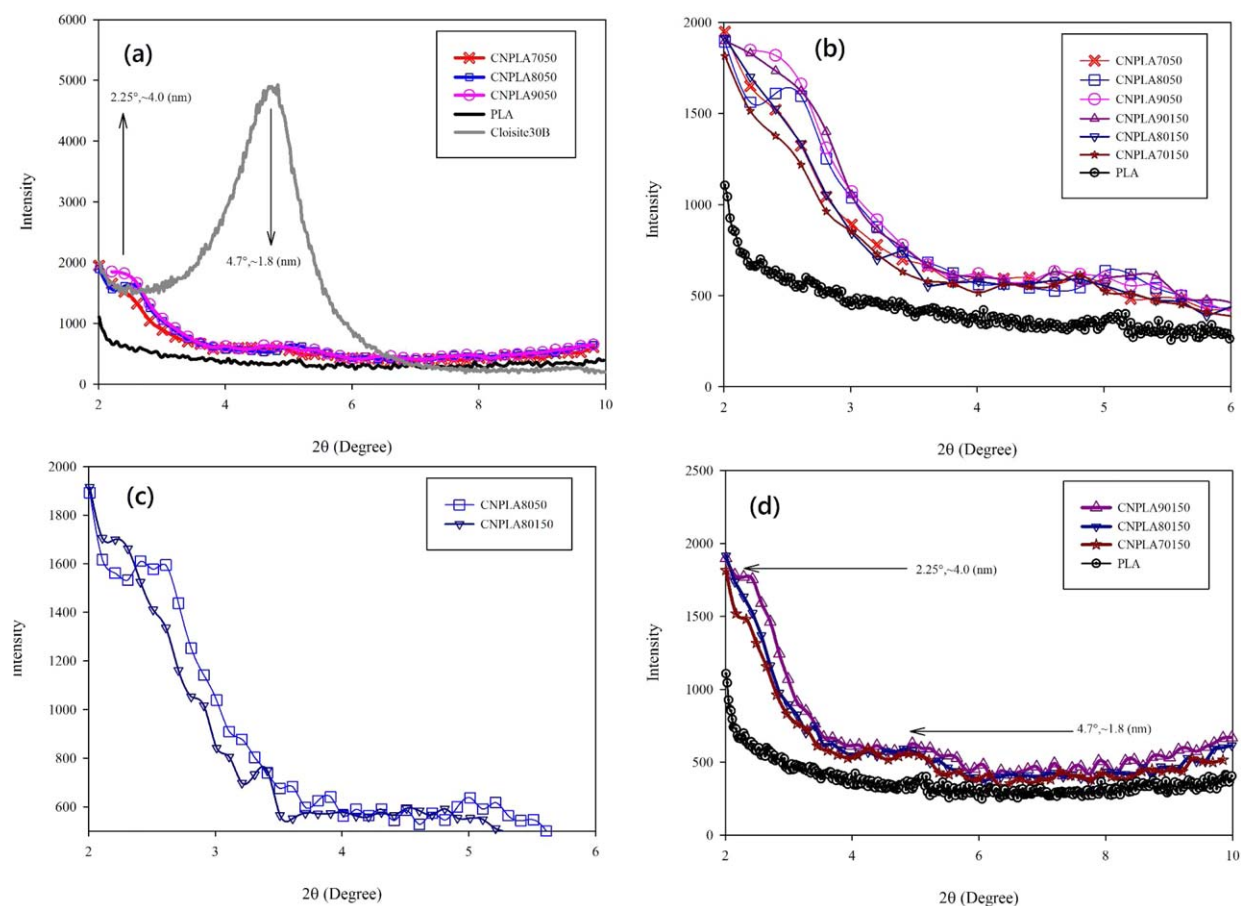 (a)
6000
5000
4000
3000
2000
1000
0
Intensity
2.25°,~4.0 (nm)
4.7°,~1.8 (nm)
CNPLA7050
CNPLA8050
CNPLA9050
PLA
Cloisite30B
2 4 6 8 10
2θ (Degree)
(b)
2000
1500
1000
500
0
Intensity
CNPLA7050
CNPLA8050
CNPLA9050
CNPLA90150
CNPLA80150
CNPLA70150
PLA
2 3 4 5 6
2θ (Degree)
(c)
2000
1800
1600
1400
1200
1000
800
600
Intensity
CNPLA8050
CNPLA80150
2 3 4 5 6
2θ (Degree)
(d)
2500
2000
1500
1000
500
0
Intensity
CNPLA90150
CNPLA80150
CNPLA70150
PLA
2.25°,~4.0 (nm)
4.7°,~1.8 (nm)
2 4 6 8 10
2θ (Degree)